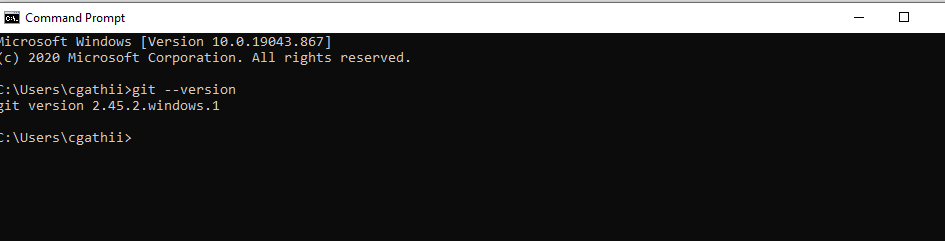 Command Prompt
Microsoft Windows [Version 10.0.19043.867]
(c) 2020 Microsoft Corporation. All rights reserved.
C:\Users\cgathii>git --version
git version 2.45.2.windows.1
C:\Users\cgathii>